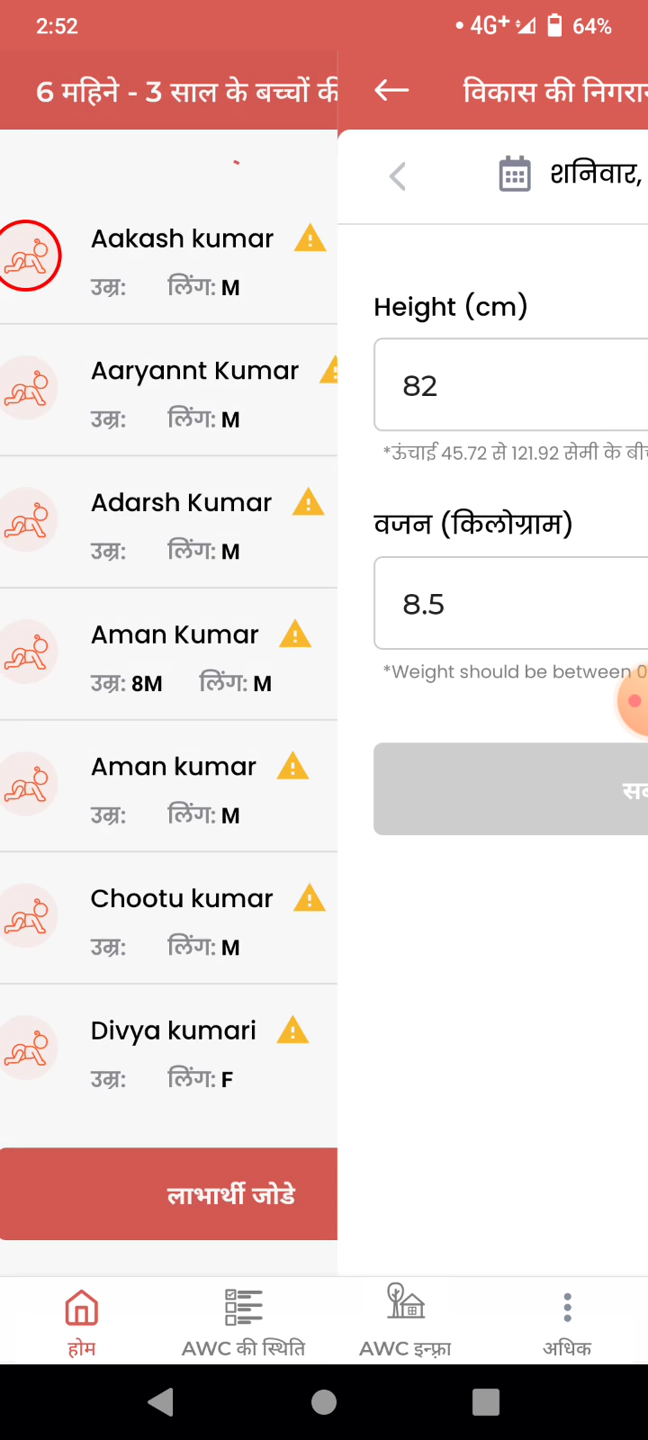 2:52
4G+ 64%
6 महिने - 3 साल के बच्चों की
विकास की निगरान
शनिवार,
Aakash kumar
उम्र: लिंग: M
Aaryannt Kumar
उम्र: लिंग: M
Adarsh Kumar
उम्र: लिंग: M
Aman Kumar
उम्र: 8M लिंग: M
Aman kumar
उम्र: लिंग: M
Chootu kumar
उम्र: लिंग: M
Divya kumari
उम्र: लिंग: F
लाभार्थी जोडे
Height (cm)
82
*ऊंचाई 45.72 से 121.92 सेमी के बीच
वजन (किलोग्राम)
8.5
*Weight should be between 0
सब
होम
AWC की स्थिति
AWC इन्फ्रा
अधिक